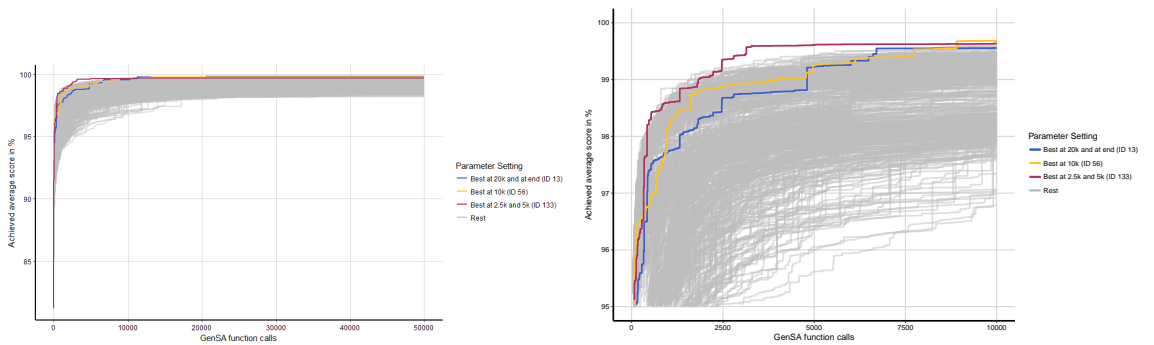 100
95
90
85
Achieved average score in %
0
10000
20000
30000
40000
50000
GenSA function calls
Parameter Setting
Best at 20k and at end (ID 13)
Best at 10k (ID 56)
Best at 2.5k and 5k (ID 133)
Rest
100
99
98
97
96
95
Achieved average score in %
0
2500
5000
7500
10000
GenSA function calls
Parameter Setting
Best at 20k and at end (ID 13)
Best at 10k (ID 56)
Best at 2.5k and 5k (ID 133)
Rest